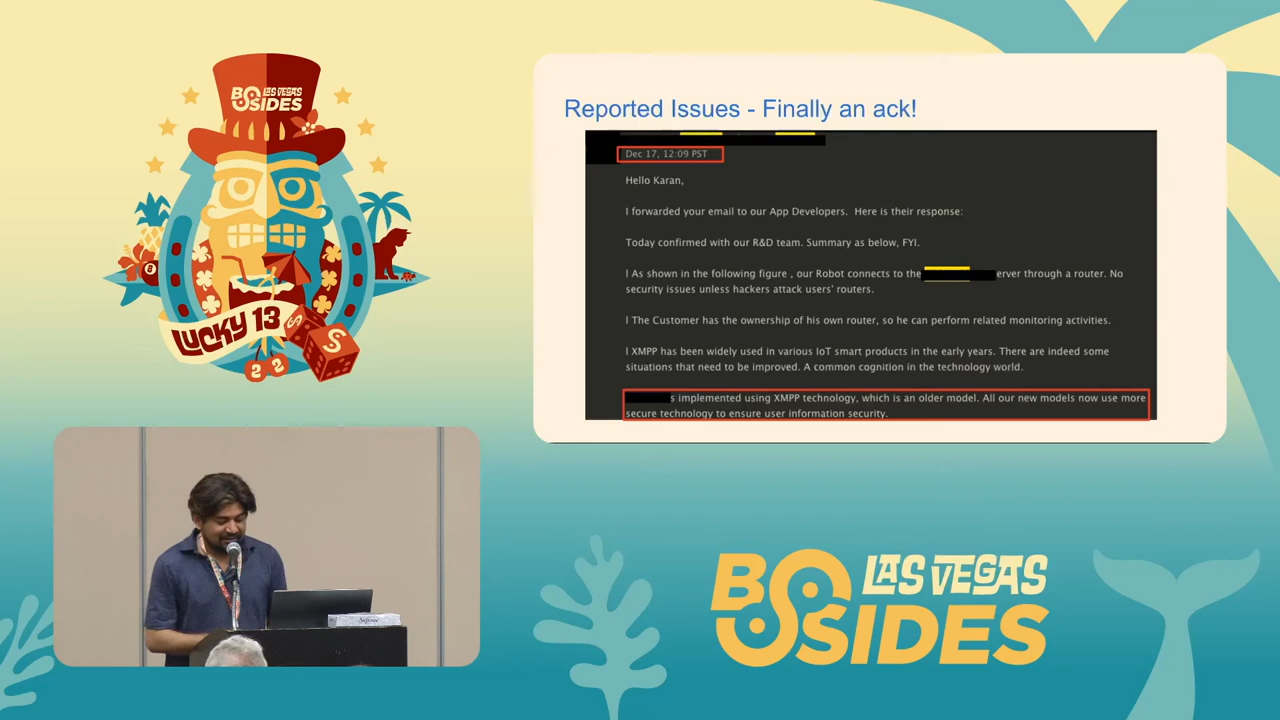 BSIDES LAS VEGAS
LUCKY 13
8
S
S
2 2
Reported Issues - Finally an ack!
Dec 17, 12:09 PST
Hello Karan,
I forwarded your email to our App Developers. Here is their response:
Today confirmed with our R&D team. Summary as below, FYI.
l As shown in the following figure , our Robot connects to the erver through a router. No
security issues unless hackers attack users' routers.
l The Customer has the ownership of his own router, so he can perform related monitoring activities.
l XMPP has been widely used in various IoT smart products in the early years. There are indeed some
situations that need to be improved. A common cognition in the technology world.
s implemented using XMPP technology, which is an older model. All our new models now use more
secure technology to ensure user information security.
BSIDES LAS VEGAS